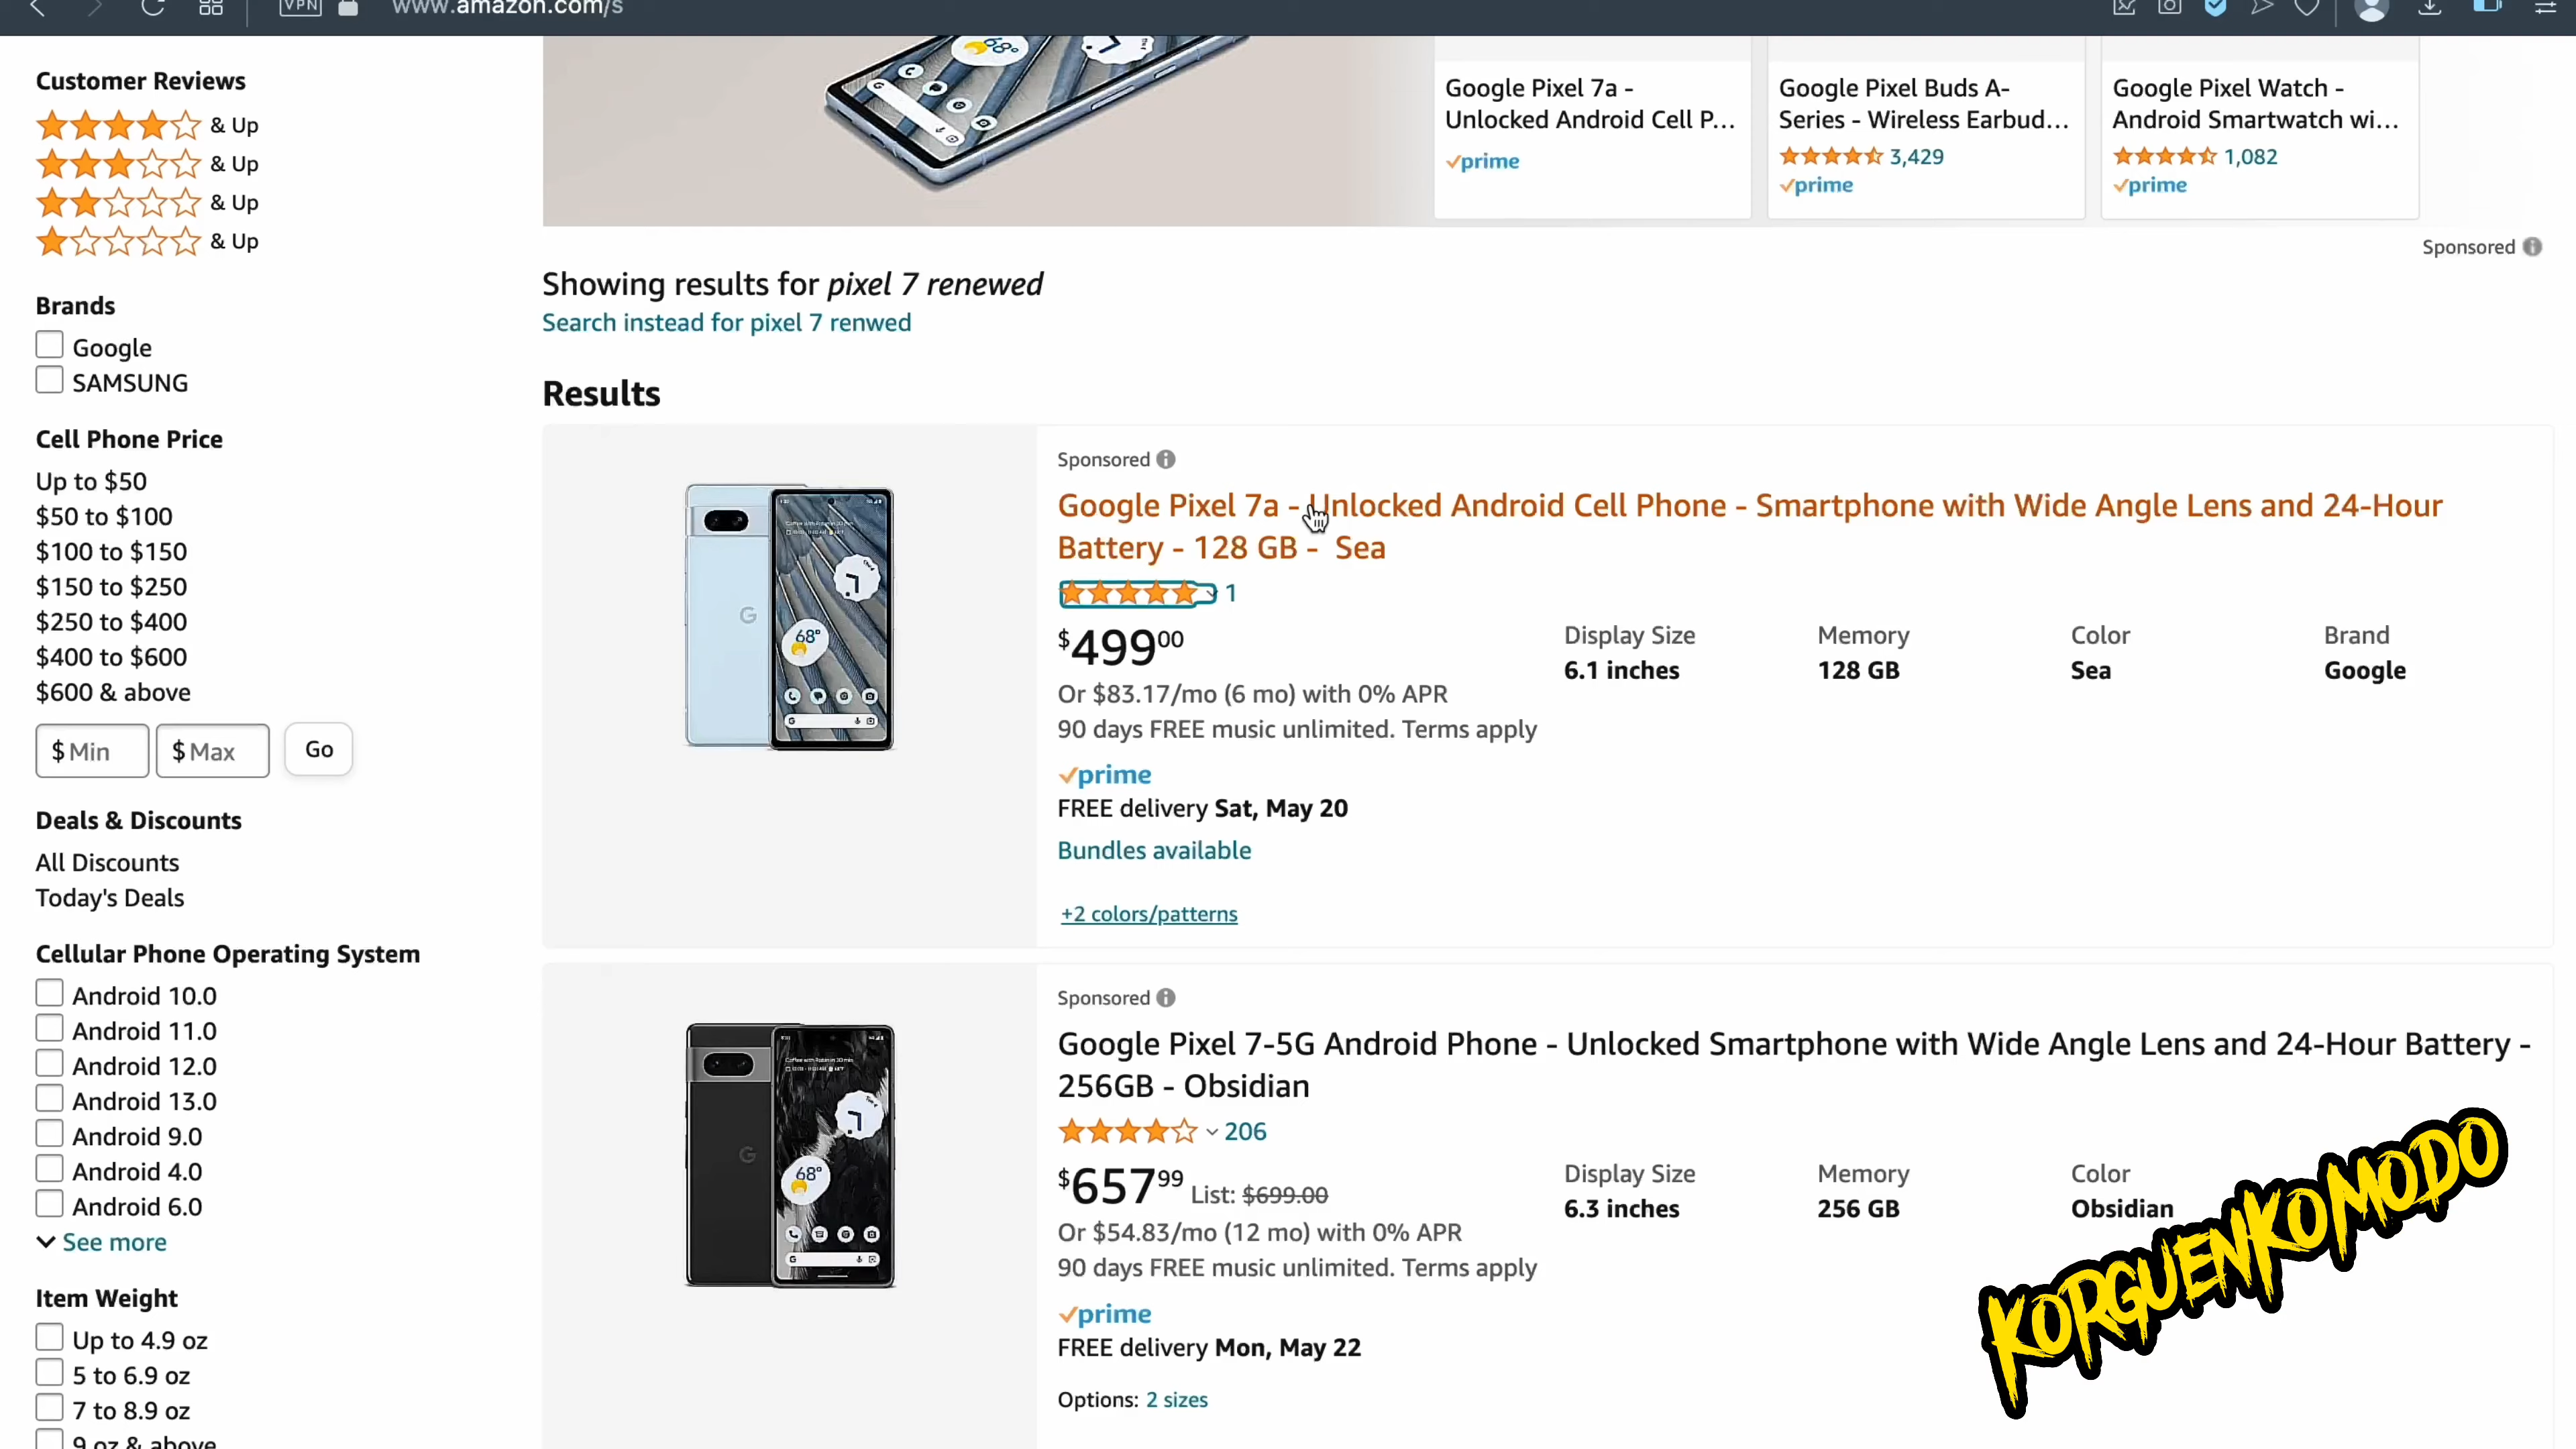 VPN
www.amazon.com/s
Customer Reviews
& Up
& Up
& Up
& Up
Brands
Google
SAMSUNG
Cell Phone Price
Up to $50
$50 to $100
$100 to $150
$150 to $250
$250 to $400
$400 to $600
$600 & above
$ Min
$ Max
Go
Deals & Discounts
All Discounts
Today's Deals
Cellular Phone Operating System
Android 10.0
Android 11.0
Android 12.0
Android 13.0
Android 9.0
Android 4.0
Android 6.0
See more
Item Weight
Up to 4.9 oz
5 to 6.9 oz
7 to 8.9 oz
9 oz & above
68°
Google Pixel 7a -
Unlocked Android Cell P...
prime
Google Pixel Buds A-
Series - Wireless Earbud...
3,429
prime
Google Pixel Watch -
Android Smartwatch wi...
1,082
prime
Sponsored
Showing results for pixel 7 renewed
Search instead for pixel 7 renwed
Results
68°
Sponsored
Google Pixel 7a - Unlocked Android Cell Phone - Smartphone with Wide Angle Lens and 24-Hour
Battery - 128 GB - Sea
1
$49900
Or $83.17/mo (6 mo) with 0% APR
90 days FREE music unlimited. Terms apply
prime
FREE delivery Sat, May 20
Bundles available
+2 colors/patterns
Display Size
6.1 inches
Memory
128 GB
Color
Sea
Brand
Google
68°
Sponsored
Google Pixel 7-5G Android Phone - Unlocked Smartphone with Wide Angle Lens and 24-Hour Battery -
256GB - Obsidian
206
$65799 List: $699.00
Or $54.83/mo (12 mo) with 0% APR
90 days FREE music unlimited. Terms apply
prime
FREE delivery Mon, May 22
Options: 2 sizes
Display Size
6.3 inches
Memory
256 GB
Color
Obsidian
KORGUENKOMODO